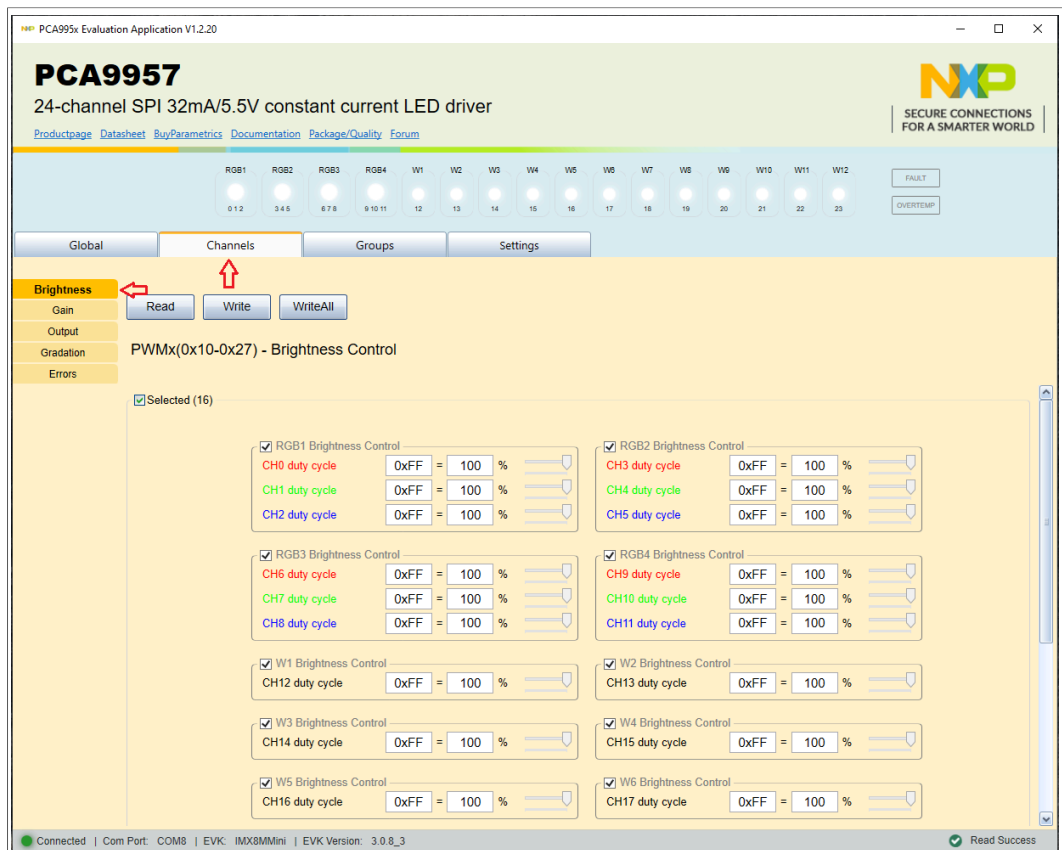 PCA995x Evaluation Application V1.2.20
PCA9957
24-channel SPI 32mA/5.5V constant current LED driver
Productpage Datasheet BuyParametrics Documentation Package/Quality Forum
NXP
SECURE CONNECTIONS
FOR A SMARTER WORLD
RGB1 RGB2 RGB3 RGB4 W1 W2 W3 W4 W5 W6 W7 W8 W9 W10 W11 W12
0 1 2 3 4 5 6 7 8 9 10 11 12 13 14 15 16 17 18 19 20 21 22 23
FAULT
OVERTEMP
Global Channels Groups Settings
Brightness
Gain
Output
Gradation
Errors
Read Write WriteAll
PWMx(0x10-0x27) - Brightness Control
Selected (16)
RGB1 Brightness Control
CH0 duty cycle 0xFF = 100 %
CH1 duty cycle 0xFF = 100 %
CH2 duty cycle 0xFF = 100 %
RGB2 Brightness Control
CH3 duty cycle 0xFF = 100 %
CH4 duty cycle 0xFF = 100 %
CH5 duty cycle 0xFF = 100 %
RGB3 Brightness Control
CH6 duty cycle 0xFF = 100 %
CH7 duty cycle 0xFF = 100 %
CH8 duty cycle 0xFF = 100 %
RGB4 Brightness Control
CH9 duty cycle 0xFF = 100 %
CH10 duty cycle 0xFF = 100 %
CH11 duty cycle 0xFF = 100 %
W1 Brightness Control
CH12 duty cycle 0xFF = 100 %
W2 Brightness Control
CH13 duty cycle 0xFF = 100 %
W3 Brightness Control
CH14 duty cycle 0xFF = 100 %
W4 Brightness Control
CH15 duty cycle 0xFF = 100 %
W5 Brightness Control
CH16 duty cycle 0xFF = 100 %
W6 Brightness Control
CH17 duty cycle 0xFF = 100 %
Connected | Com Port: COM8 | EVK: IMX8MMini | EVK Version: 3.0.8_3
Read Success